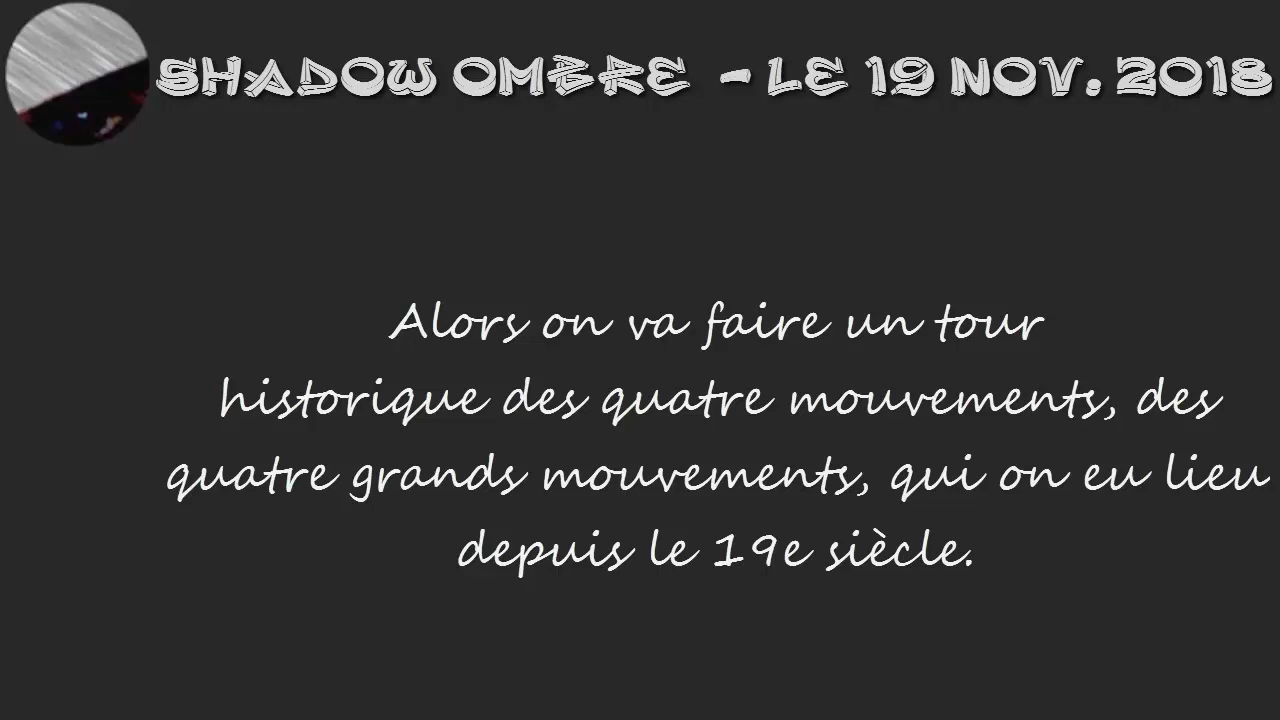 SHADOW OMBRE - LE 19 NOV. 2018
Alors on va faire un tour
historique des quatre mouvements, des
quatre grands mouvements, qui on eu lieu
depuis le 19e siècle.